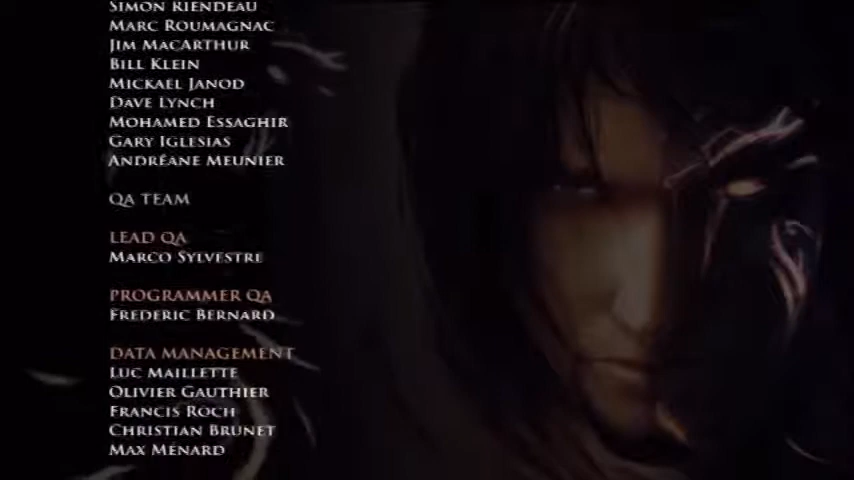 SIMON RIENDEAU
MARC ROUMAGNAC
JIM MACARTHUR
BILL KLEIN
MICKAEL JANOD
DAVE LYNCH
MOHAMED ESSAGHIR
GARY IGLESIAS
ANDRÉANE MEUNIER
QA TEAM
LEAD QA
MARCO SYLVESTRE
PROGRAMMER QA
FREDERIC BERNARD
DATA MANAGEMENT
LUC MAILLETTE
OLIVIER GAUTHIER
FRANCIS ROCH
CHRISTIAN BRUNET
MAX MÉNARD